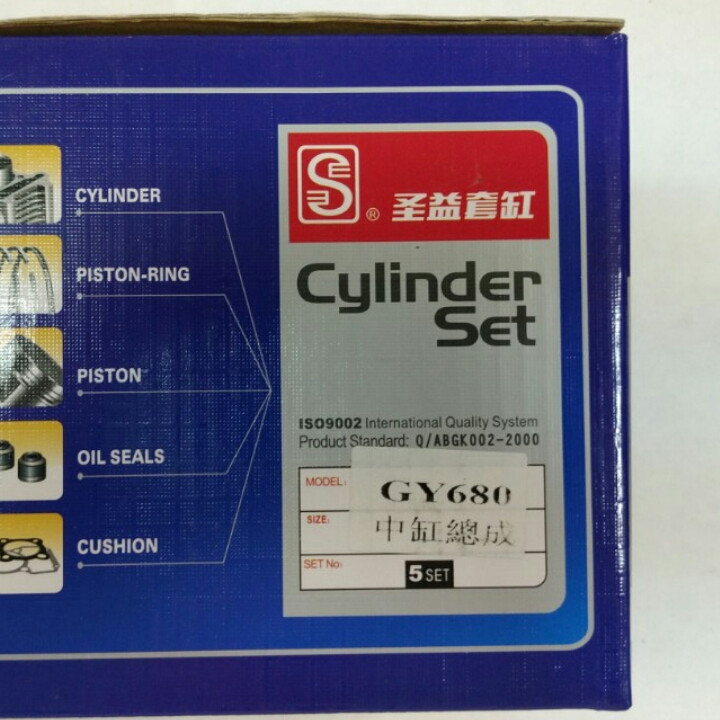 CYLINDER
PISTON-RING
PISTON
OIL SEALS
CUSHION
® 圣益套缸
Cylinder
Set
ISO9002 International Quality System
Product Standard: Q/ABGK002-2000
MODEL: GY680
SIZE: 中缸總成
SET No: 5 SET